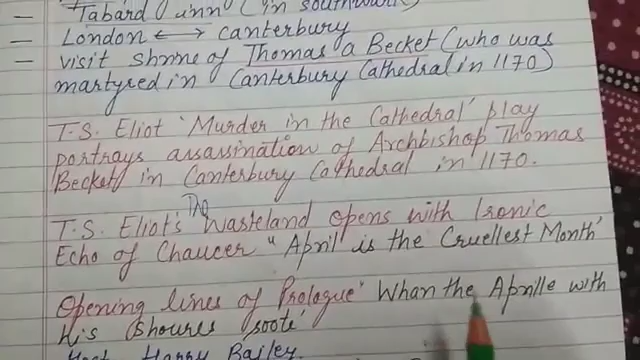 Tabard inn (in southwark)
— London ⟷ Canterbury
— visit shrine of Thomas a Becket (who was
martyred in Canterbury Cathedral in 1170)
T.S. Eliot 'Murder in the Cathedral' play
portrays assassination of Archbishop Thomas
Becket in Canterbury Cathedral in 1170.
T.S. Eliot's The Wasteland opens with Ironic
Echo of Chaucer "April is the Cruellest Month'
Opening lines of Prologue' Whan the Aprille with
His shoures soote'
Host Harry Bailey